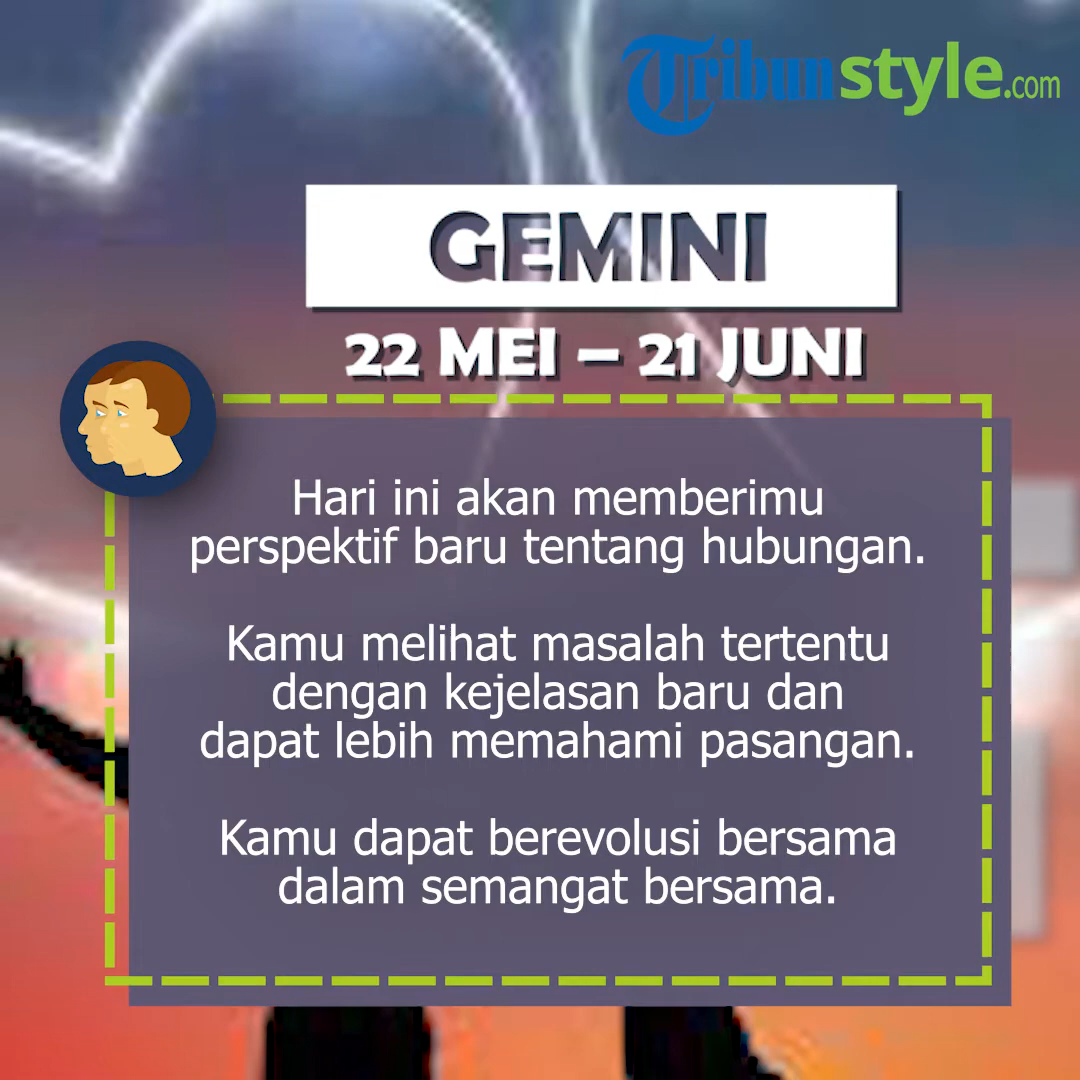 Tribunstyle.com
GEMINI
22 MEI – 21 JUNI
Hari ini akan memberimu
perspektif baru tentang hubungan.
Kamu melihat masalah tertentu
dengan kejelasan baru dan
dapat lebih memahami pasangan.
Kamu dapat berevolusi bersama
dalam semangat bersama.